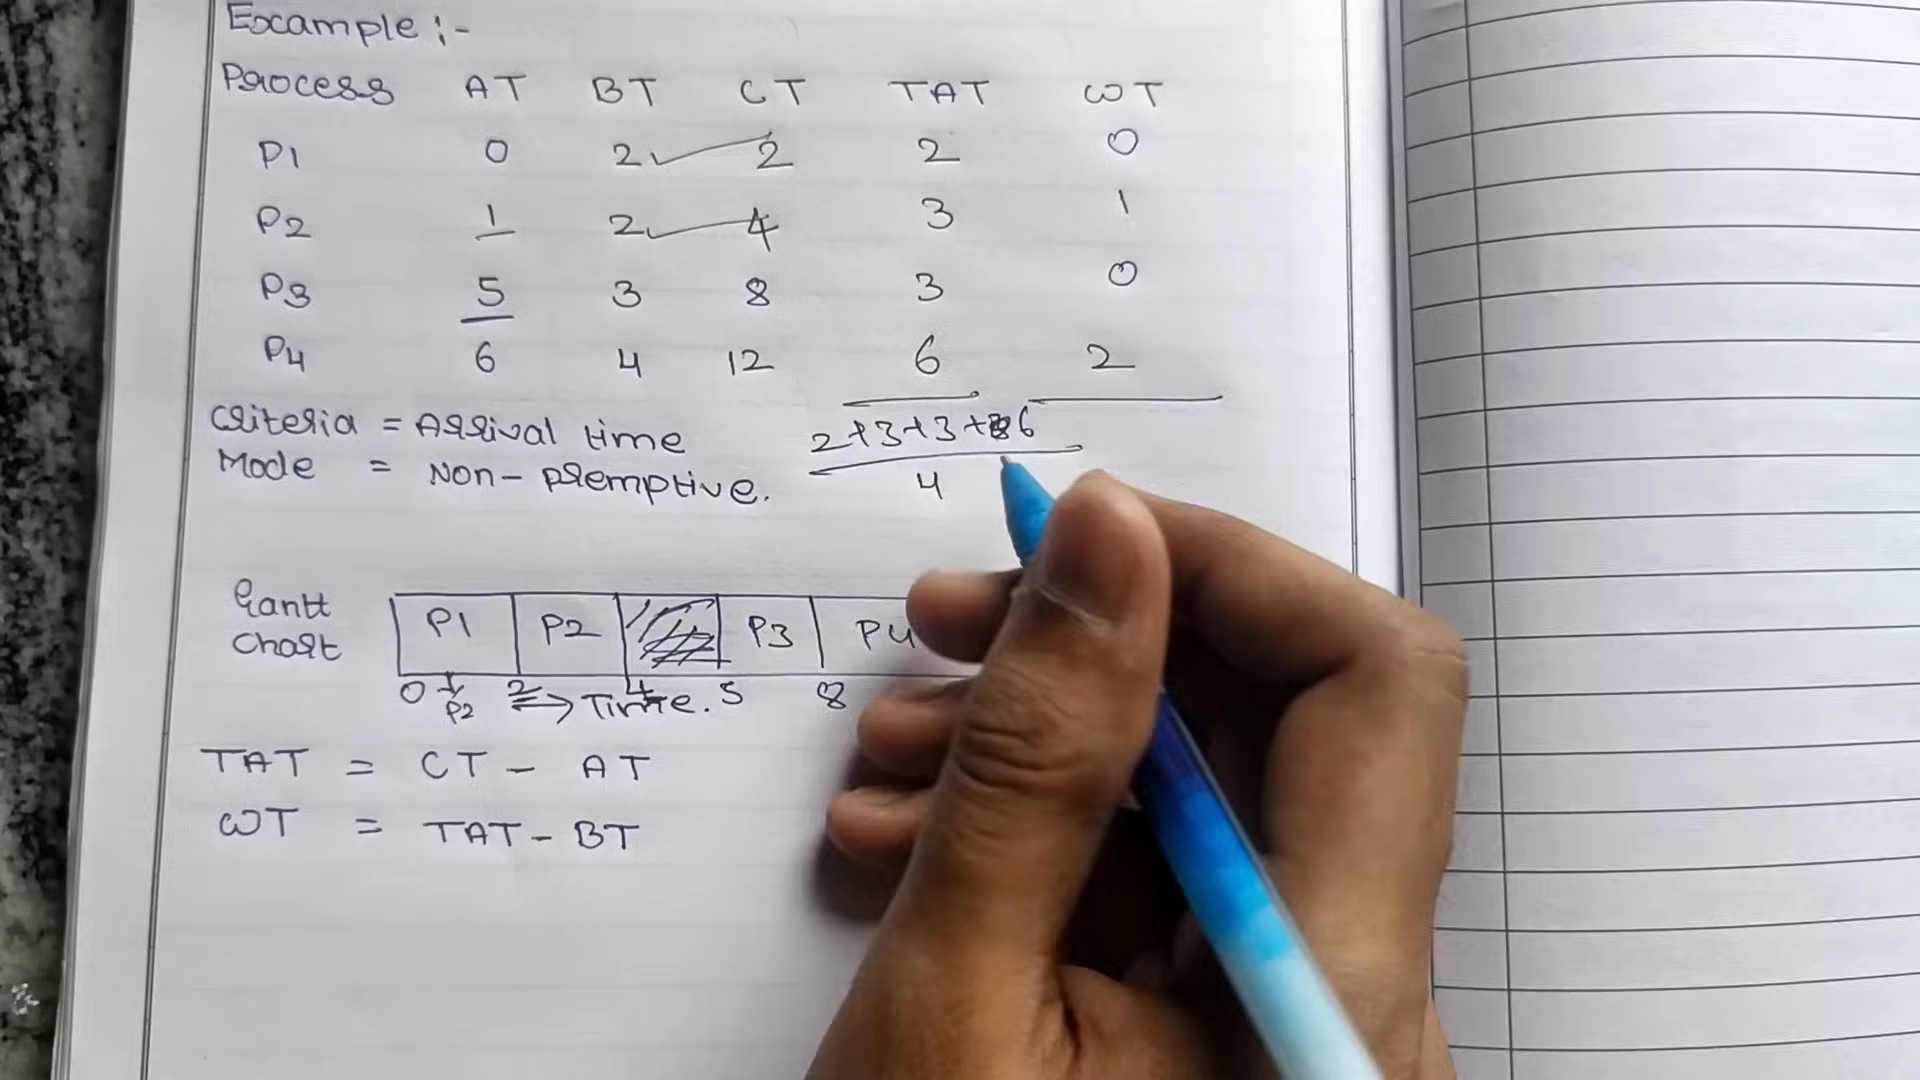 Example :-
Process AT BT CT TAT WT
P1 0 2 2 2 0
P2 1 2 4 3 1
P3 5 3 8 3 0
P4 6 4 12 6 2
Criteria = Arrival time
Mode = Non-premptive.
2+3+3+6
4
Gantt
Chart
P1 P2 P3 P4
0 1 2 4 5 8
P2 → Time.
TAT = CT - AT
WT = TAT - BT